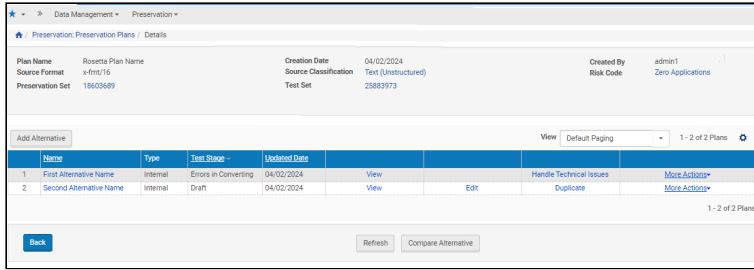 Data Management Preservation
/ Preservation: Preservation Plans / Details
Plan Name Rosetta Plan Name Creation Date 04/02/2024 Created By admin1
Source Format x-fmt/16 Source Classification Text (Unstructured) Risk Code Zero Applications
Preservation Set 18603689 Test Set 25883973
Add Alternative View Default Paging 1 - 2 of 2 Plans
Name Type Test Stage Updated Date
1 First Alternative Name Internal Errors in Converting 04/02/2024 View Handle Technical Issues More Actions
2 Second Alternative Name Internal Draft 04/02/2024 View Edit Duplicate More Actions
1 - 2 of 2 Plans
Back Refresh Compare Alternative